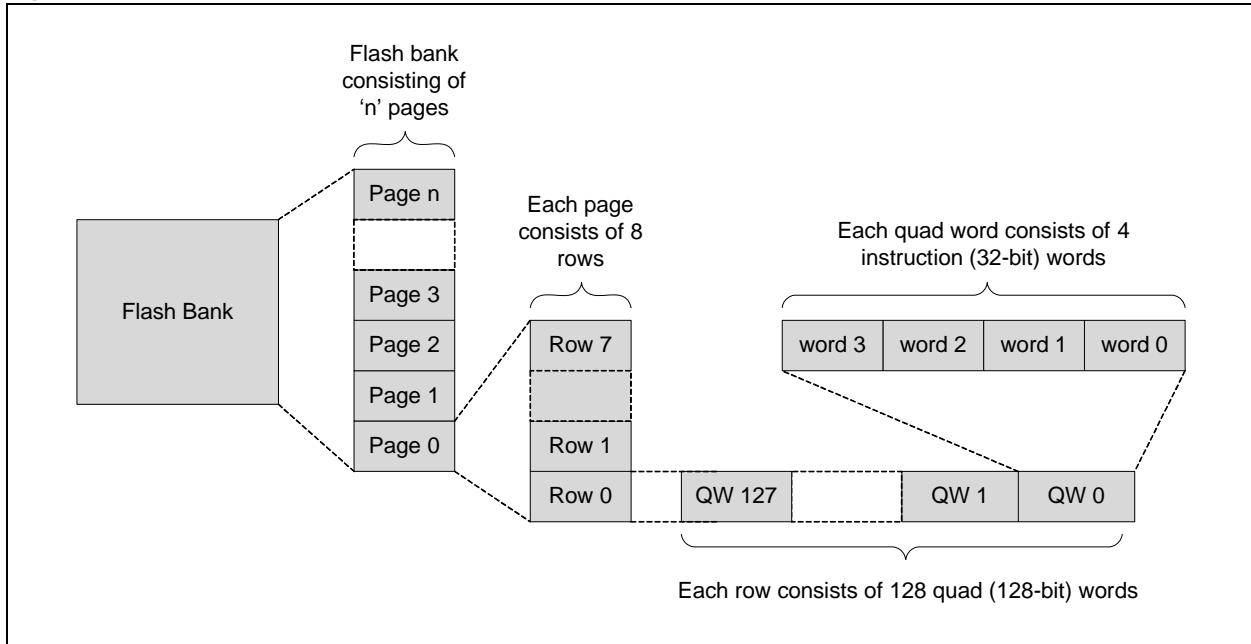 Flash bank
consisting of
‘n’ pages
Page n
Each page
consists of 8
rows
Each quad word consists of 4
instruction (32-bit) words
Flash Bank
Page 3
Page 2
Page 1
Page 0
Row 7
Row 1
Row 0
word 3 word 2 word 1 word 0
QW 127 QW 1 QW 0
Each row consists of 128 quad (128-bit) words